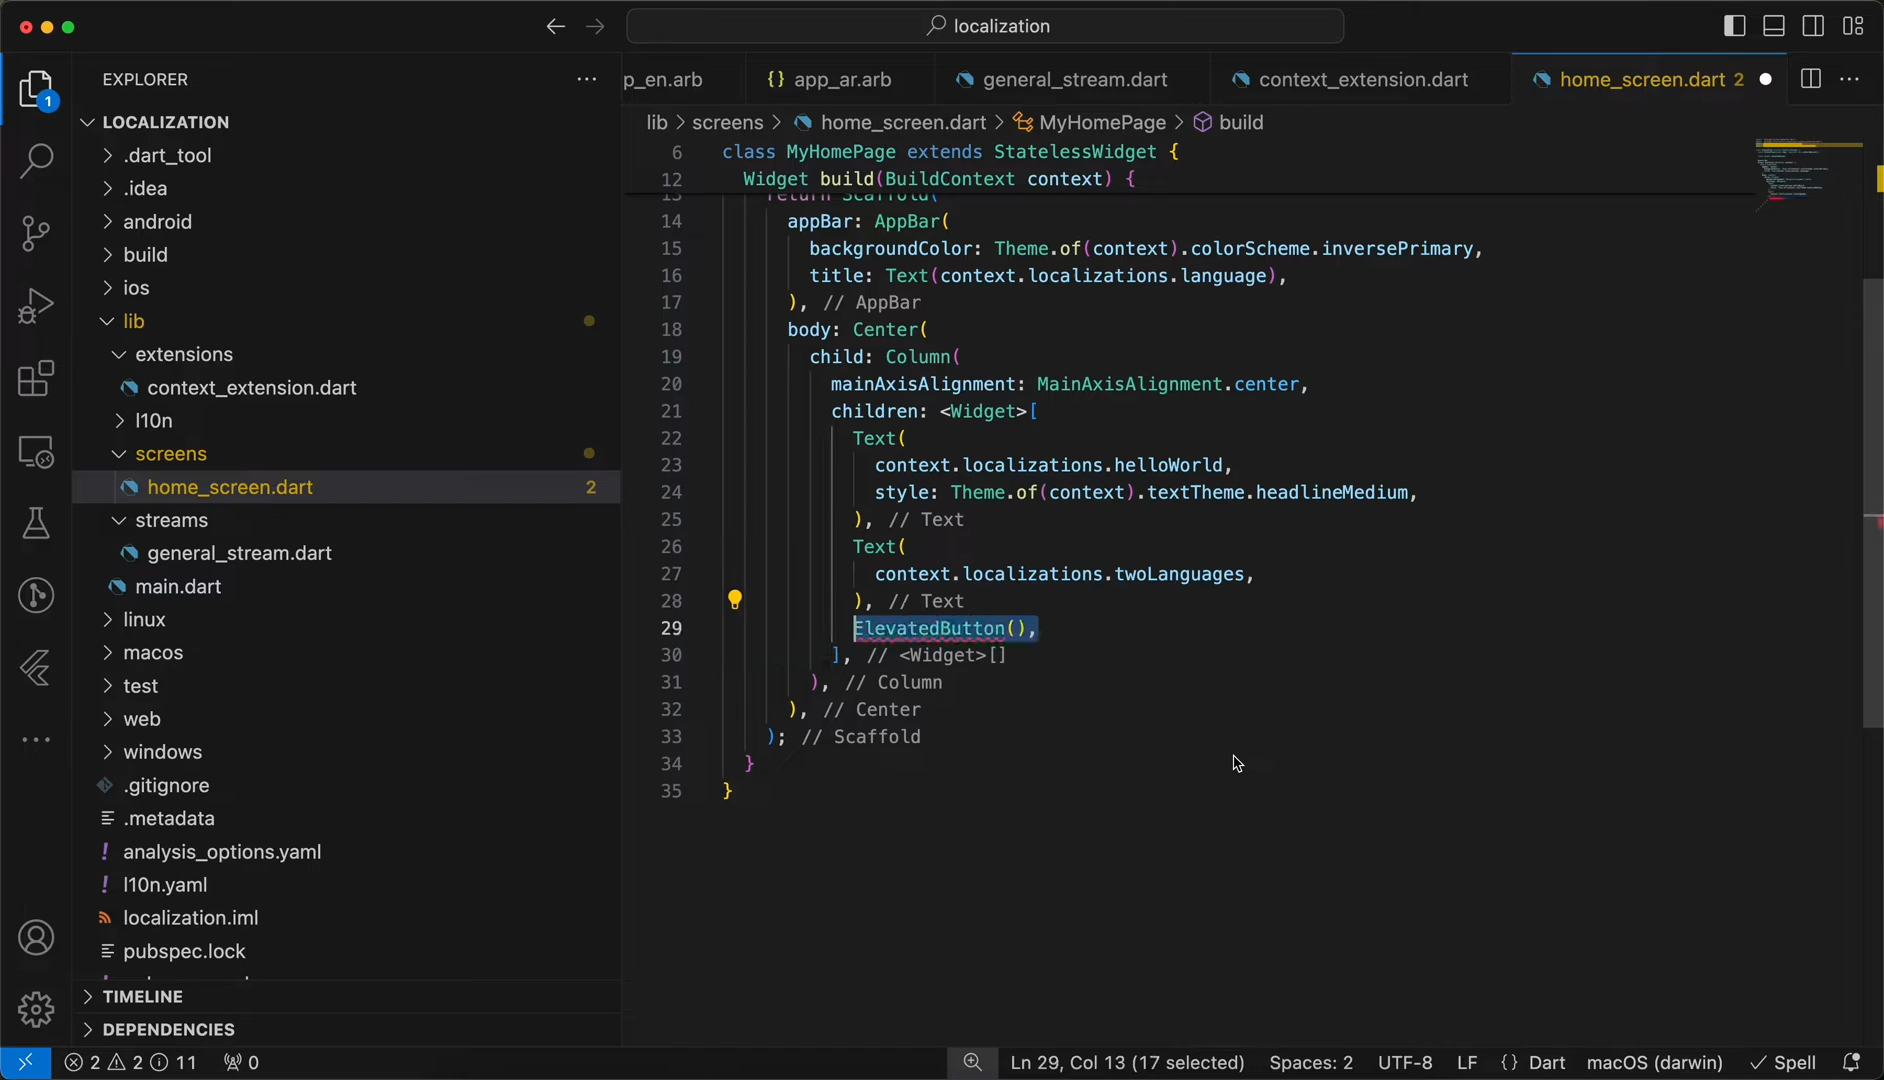 localization
EXPLORER
p_en.arb
{} app_ar.arb
general_stream.dart
context_extension.dart
home_screen.dart 2
1
LOCALIZATION
.dart_tool
.idea
android
build
ios
lib
extensions
context_extension.dart
l10n
screens
home_screen.dart 2
streams
general_stream.dart
main.dart
linux
macos
test
web
windows
.gitignore
.metadata
! analysis_options.yaml
! l10n.yaml
localization.iml
pubspec.lock
TIMELINE
DEPENDENCIES
lib > screens > home_screen.dart > MyHomePage > build
6 class MyHomePage extends StatelessWidget {
12 Widget build(BuildContext context) {
13 return Scaffold(
14 appBar: AppBar(
15 backgroundColor: Theme.of(context).colorScheme.inversePrimary,
16 title: Text(context.localizations.language),
17 ), // AppBar
18 body: Center(
19 child: Column(
20 mainAxisAlignment: MainAxisAlignment.center,
21 children: <Widget>[
22 Text(
23 context.localizations.helloWorld,
24 style: Theme.of(context).textTheme.headlineMedium,
25 ), // Text
26 Text(
27 context.localizations.twoLanguages,
28 ), // Text
29 ElevatedButton(),
30 ], // <Widget>[]
31 ), // Column
32 ), // Center
33 ); // Scaffold
34 }
35 }
2 2 11 0
Ln 29, Col 13 (17 selected) Spaces: 2 UTF-8 LF {} Dart macOS (darwin) Spell